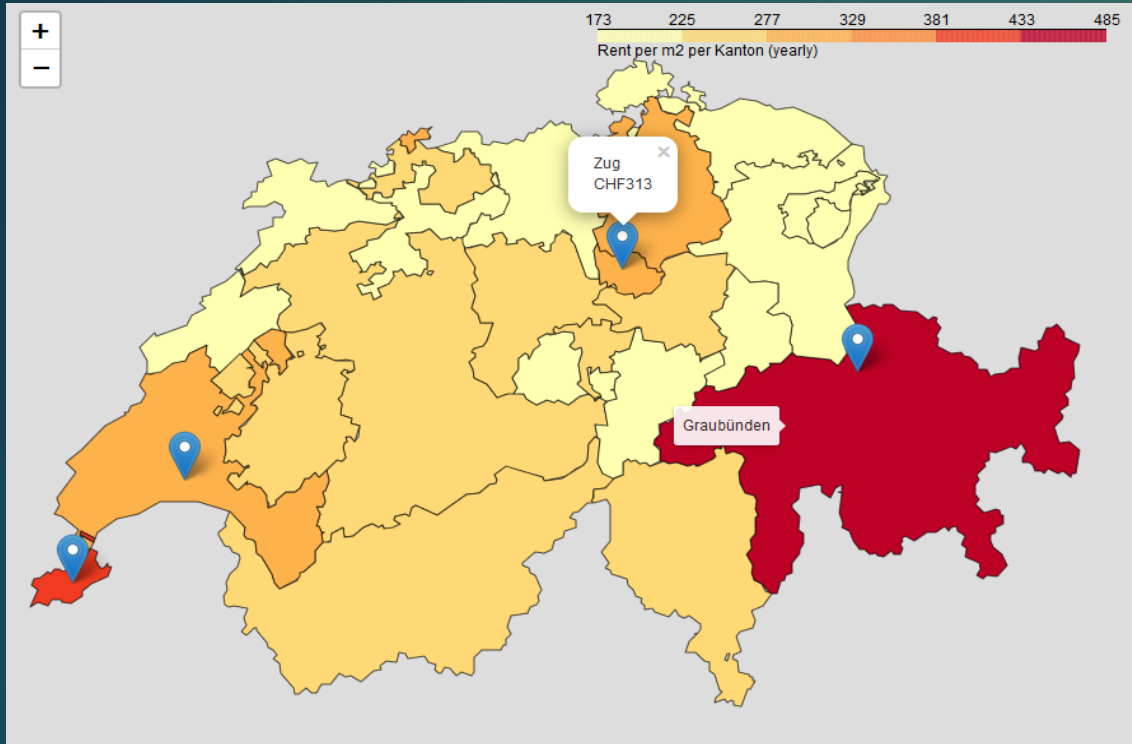 +
−
173 225 277 329 381 433 485
Rent per m2 per Kanton (yearly)
×
Zug
CHF313
Graubünden